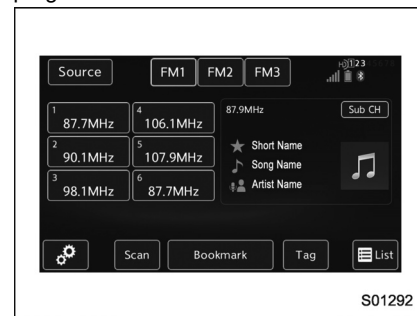 Source FM1 FM2 FM3
1 87.7MHz 4 106.1MHz 87.9MHz Sub CH
2 90.1MHz 5 107.9MHz Short Name
Song Name
3 98.1MHz 6 87.7MHz Artist Name
Scan Bookmark Tag List
S01292